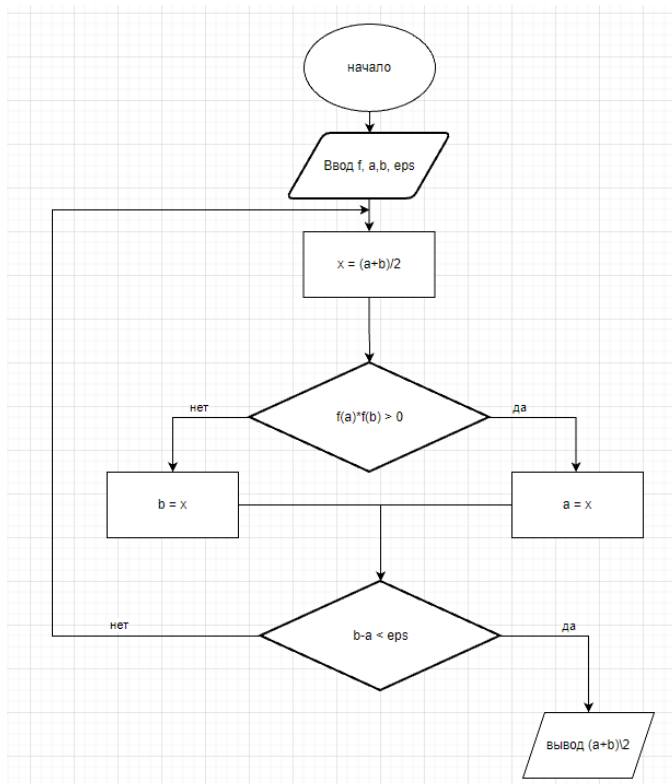 начало
Ввод f, a,b, eps
x = (a+b)/2
f(a)*f(b) > 0
нет
да
b = x
a = x
b-a < eps
нет
да
вывод (a+b)\2